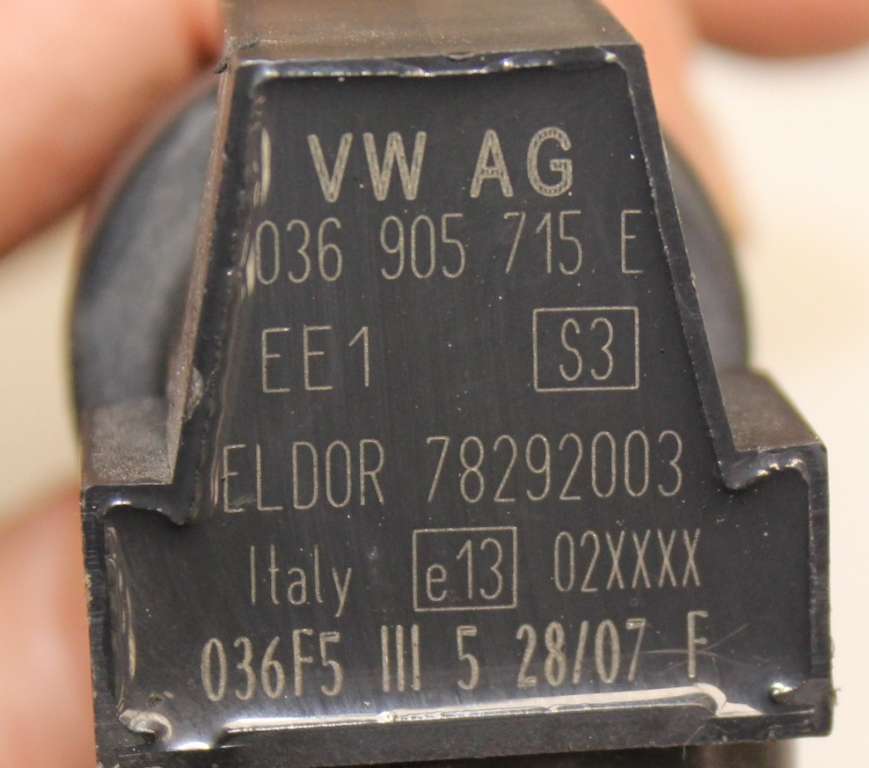 VW AG
036 905 715 E
EE1 S3
ELDOR 78292003
Italy e13 02XXXX
036F5 III 5 28/07 F